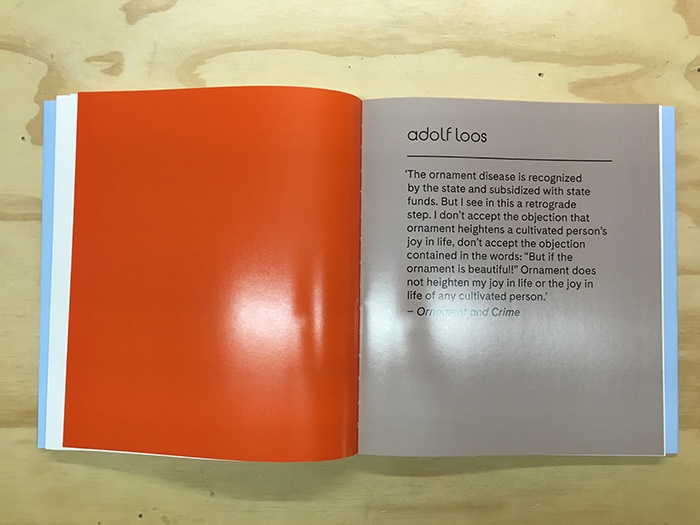 adolf loos
‘The ornament disease is recognized
by the state and subsidized with state
funds. But I see in this a retrograde
step. I don’t accept the objection that
ornament heightens a cultivated person’s
joy in life, don’t accept the objection
contained in the words: “But if the
ornament is beautiful!” Ornament does
not heighten my joy in life or the joy in
life of any cultivated person.’
– Ornament and Crime